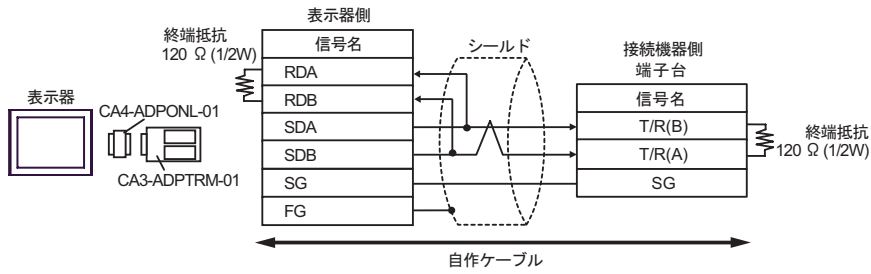 表示器側
終端抵抗
120 Ω (1/2W)
信号名
シールド
接続機器側
端子台
RDA
RDB
SDA
SDB
SG
FG
表示器
CA4-ADPONL-01
CA3-ADPTRM-01
信号名
T/R(B)
T/R(A)
SG
終端抵抗
120 Ω (1/2W)
自作ケーブル